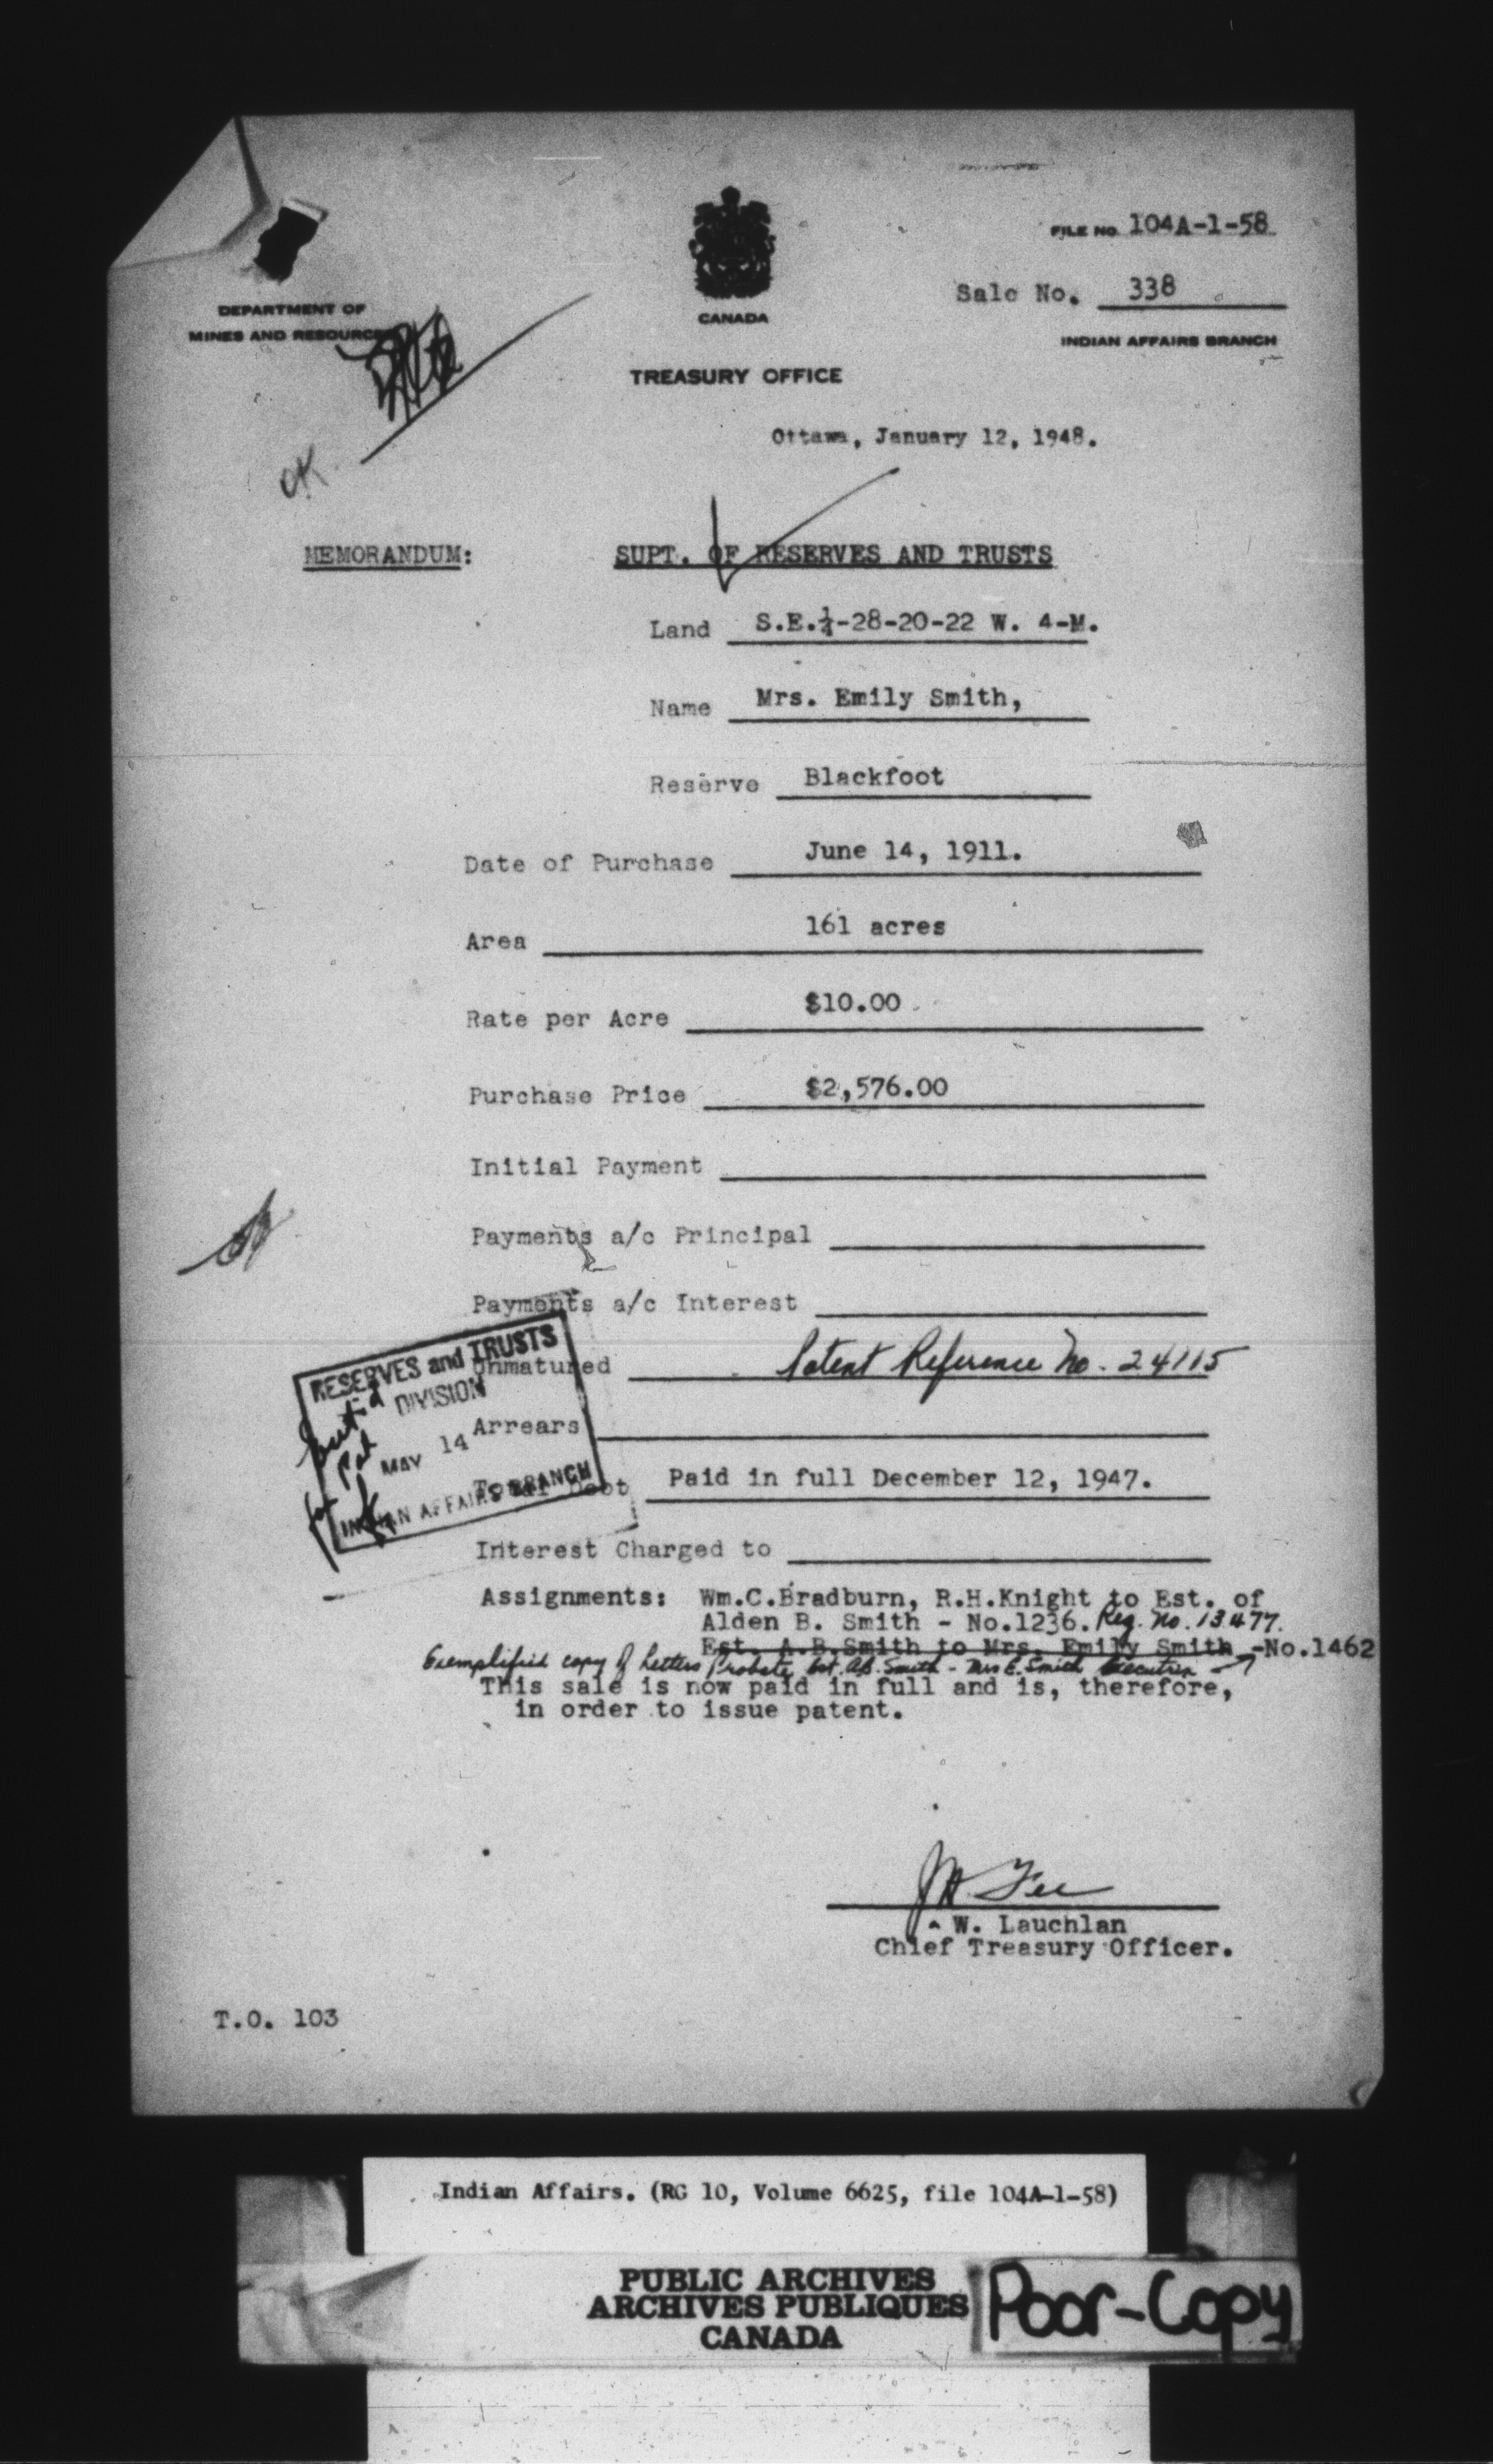 FILE NO. 104A-1-58
Sale No. 338
DEPARTMENT OF
MINES AND RESOURCES
CANADA
INDIAN AFFAIRS BRANCH
TREASURY OFFICE
Ottawa, January 12, 1948.
OK
MEMORANDUM: SUPT. OF RESERVES AND TRUSTS
Land S.E.¼-28-20-22 W. 4-M.
Name Mrs. Emily Smith,
Reserve Blackfoot
Date of Purchase June 14, 1911.
Area 161 acres
Rate per Acre $10.00
Purchase Price $2,576.00
Initial Payment
Payments a/c Principal
Payments a/c Interest
Unmatured Patent Reference No. 24115
Arrears
Total Debt Paid in full December 12, 1947.
RESERVES and TRUSTS
DIVISION
MAY 14
INDIAN AFFAIRS BRANCH
Interest Charged to
Assignments: Wm.C.Bradburn, R.H.Knight to Est. of
Alden B. Smith - No.1236. Reg. No. 13477.
Est. A.B.Smith to Mrs. Emily Smith -No.1462
Exemplified copy of Letters Probate Est. A.B. Smith - Mrs E. Smith Executrix
This sale is now paid in full and is, therefore,
in order to issue patent.
W. Lauchlan
Chief Treasury Officer.
T.O. 103
Indian Affairs. (RG 10, Volume 6625, file 104A-1-58)
PUBLIC ARCHIVES
ARCHIVES PUBLIQUES
CANADA
Poor-Copy